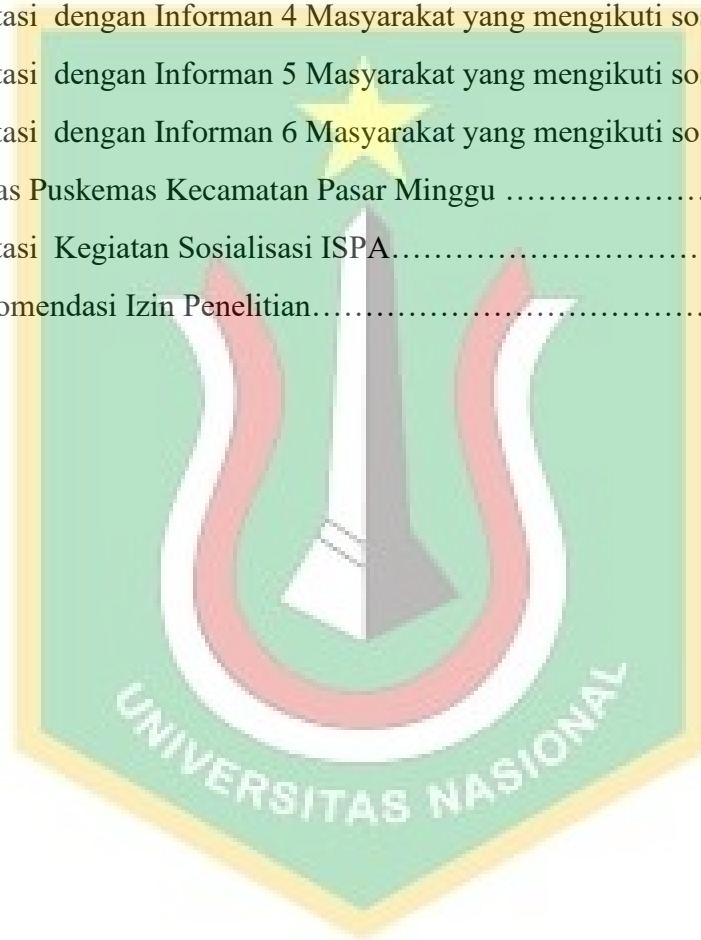 tasi dengan Informan 4 Masyarakat yang mengikuti so
tasi dengan Informan 5 Masyarakat yang mengikuti so
tasi dengan Informan 6 Masyarakat yang mengikuti so
as Puskemas Kecamatan Pasar Minggu ………………
tasi Kegiatan Sosialisasi ISPA…………………………
omendasi Izin Penelitian…………………………………
UNIVERSITAS NASIONAL